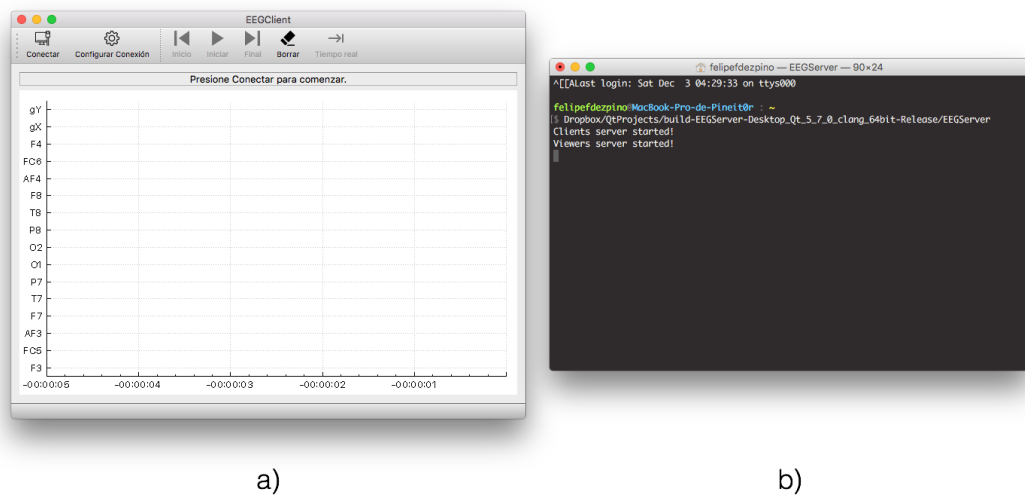 EEGClient
Conectar Configurar Conexión Inicio Iniciar Final Borrar Tiempo real
Presione Conectar para comenzar.
gY
gX
F4
FC6
AF4
F8
T8
P8
O2
O1
P7
T7
F7
AF3
FC5
F3
-00:00:05 -00:00:04 -00:00:03 -00:00:02 -00:00:01
a)
felipefdezpino — EEGServer — 90×24
^[[ALast login: Sat Dec 3 04:29:33 on ttys000
felipefdezpino@MacBook-Pro-de-Pineit0r : ~
[$ Dropbox/QtProjects/build-EEGServer-Desktop_Qt_5_7_0_clang_64bit-Release/EEGServer
Clients server started!
Viewers server started!
b)